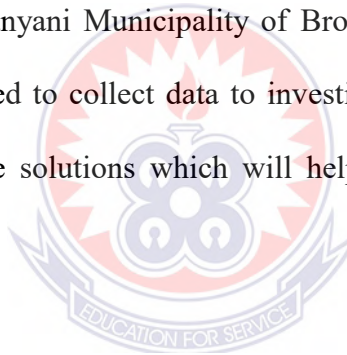 nyani Municipality of Bro
ed to collect data to investi
e solutions which will help
EDUCATION FOR SERVICE